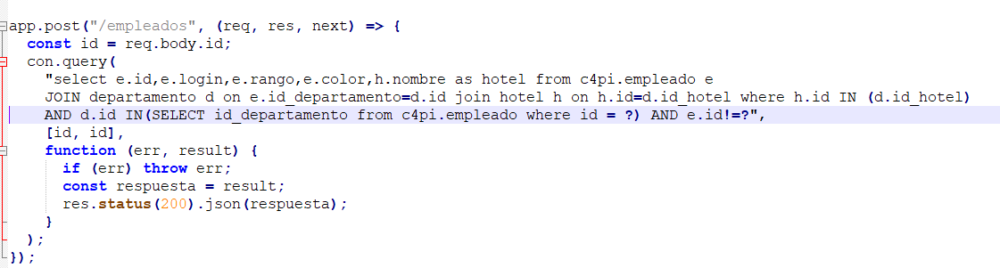 app.post("/empleados", (req, res, next) => {
  const id = req.body.id;
  con.query(
    "select e.id,e.login,e.rango,e.color,h.nombre as hotel from c4pi.empleado e
    JOIN departamento d on e.id_departamento=d.id join hotel h on h.id=d.id_hotel where h.id IN (d.id_hotel)
    AND d.id IN(SELECT id_departamento from c4pi.empleado where id = ?) AND e.id!=?",
    [id, id],
    function (err, result) {
      if (err) throw err;
      const respuesta = result;
      res.status(200).json(respuesta);
    }
  );
});